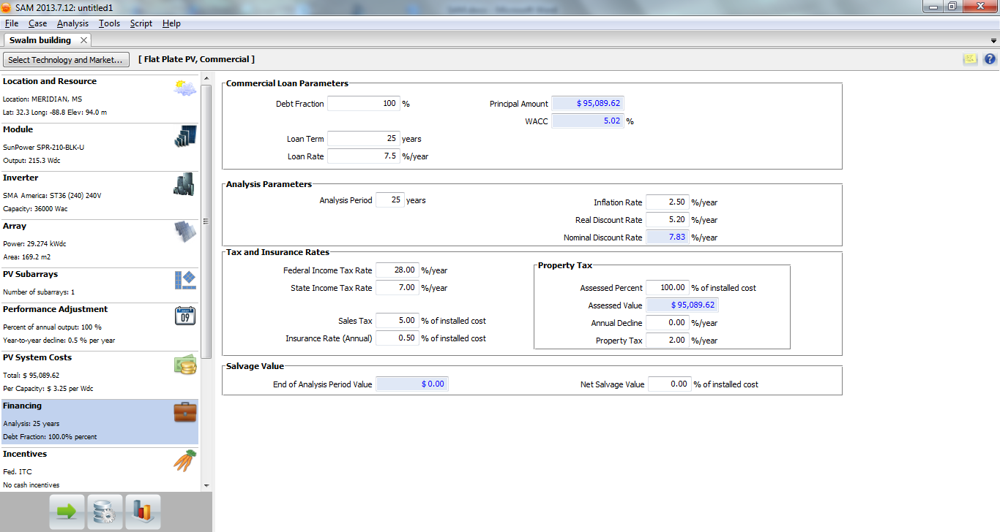 SAM 2013.7.12: untitled1
File Case Analysis Tools Script Help
Swalm building
Select Technology and Market... [ Flat Plate PV, Commercial ]
Location and Resource
Location: MERIDIAN, MS
Lat: 32.3 Long: -88.8 Elev: 94.0 m
Module
SunPower SPR-210-BLK-U
Output: 215.3 Wdc
Inverter
SMA America: ST36 (240) 240V
Capacity: 36000 Wac
Array
Power: 29.274 kWdc
Area: 169.2 m2
PV Subarrays
Number of subarrays: 1
Performance Adjustment
Percent of annual output: 100 %
Year-to-year decline: 0.5 % per year
09
PV System Costs
Total: $ 95,089.62
Per Capacity: $ 3.25 per Wdc
Financing
Analysis: 25 years
Debt Fraction: 100.0% percent
Incentives
Fed. ITC
No cash incentives
Commercial Loan Parameters
Debt Fraction 100 %
Principal Amount $ 95,089.62
WACC 5.02 %
Loan Term 25 years
Loan Rate 7.5 %/year
Analysis Parameters
Analysis Period 25 years
Inflation Rate 2.50 %/year
Real Discount Rate 5.20 %/year
Nominal Discount Rate 7.83 %/year
Tax and Insurance Rates
Federal Income Tax Rate 28.00 %/year
State Income Tax Rate 7.00 %/year
Sales Tax 5.00 % of installed cost
Insurance Rate (Annual) 0.50 % of installed cost
Property Tax
Assessed Percent 100.00 % of installed cost
Assessed Value $ 95,089.62
Annual Decline 0.00 %/year
Property Tax 2.00 %/year
Salvage Value
End of Analysis Period Value $ 0.00
Net Salvage Value 0.00 % of installed cost